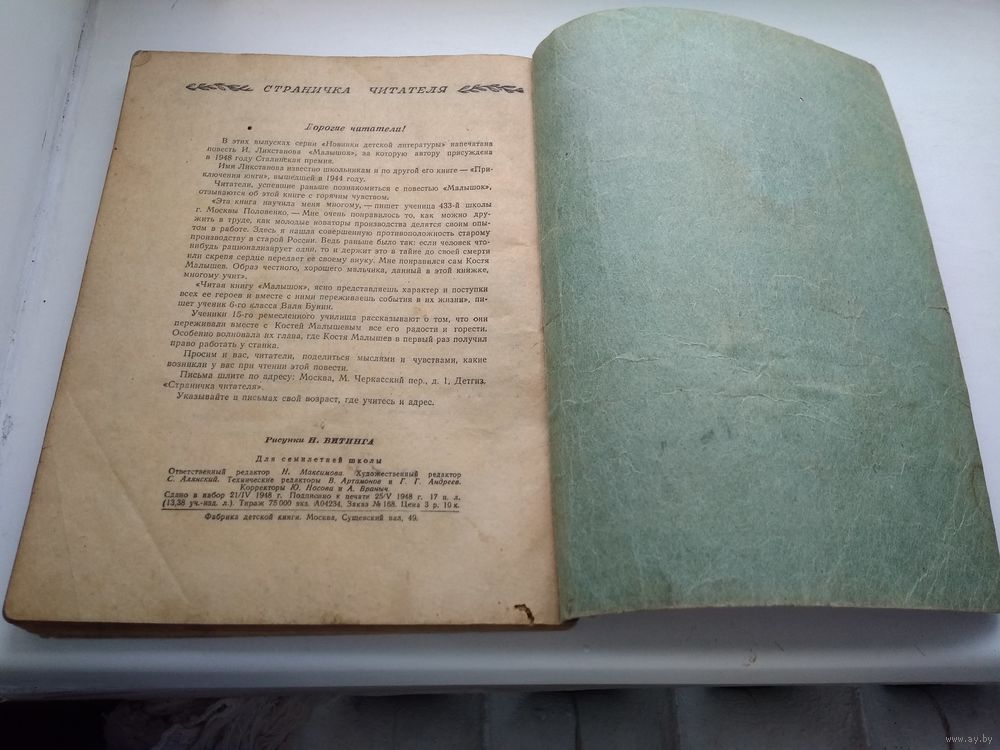 СТРАНИЧКА ЧИТАТЕЛЯ
Дорогие читатели!
В этих выпусках серии «Новинки детской литературы» напечатана
повесть И. Ликстанова «Малышок», за которую автору присуждена
в 1948 году Сталинская премия.
Имя Ликстанова известно школьникам и по другой его книге — «При-
ключения юнги», вышедшей в 1944 году.
Читатели, успевшие раньше познакомиться с повестью «Малышок»,
отзываются об этой книге с горячим чувством.
«Эта книга научила меня многому, — пишет ученица 433-й школы
г. Москвы Половенко. — Мне очень понравилось то, как можно дру-
жить в труде, как молодые новаторы производства делятся своим опы-
том в работе. Здесь я нашла совершенную противоположность старому
производству в старой России. Ведь раньше было так: если человек что-
нибудь рационализирует один, то и держит это в тайне до своей смерти
или скрепя сердце передает ее своему внуку. Мне понравился сам Костя
Малышев. Образ честного, хорошего мальчика, данный в этой книжке,
многому учит».
«Читая книгу «Малышок», ясно представляешь характер и поступки
всех ее героев и вместе с ними переживаешь события в их жизни», пи-
шет ученик 6-го класса Валя Бунин.
Ученики 15-го ремесленного училища рассказывают о том, что они
переживали вместе с Костей Малышевым все его радости и горести.
Особенно волновала их глава, где Костя Малышев в первый раз получил
право работать у станка.
Просим и вас, читатели, поделиться мыслями и чувствами, какие
возникли у вас при чтении этой повести.
Письма шлите по адресу: Москва, М. Черкасский пер., д. 1, Детгиз.
«Страничка читателя».
Указывайте в письмах свой возраст, где учитесь и адрес.
Рисунки Н. ВИТИНГА
Для семилетней школы
Ответственный редактор Н. Максимова. Художественный редактор
С. Алянский. Технические редакторы В. Артамонов и Г. Г. Андреев.
Корректоры Ю. Носова и А. Враныч.
Сдано в набор 21/IV 1948 г. Подписано к печати 25/V 1948 г. 17 п. л.
(13,38 уч.-изд. л.). Тираж 75 000 экз. А04234. Заказ № 168. Цена 3 р. 10 к.
Фабрика детской книги. Москва, Сущевский вал, 49.
www.ay.by